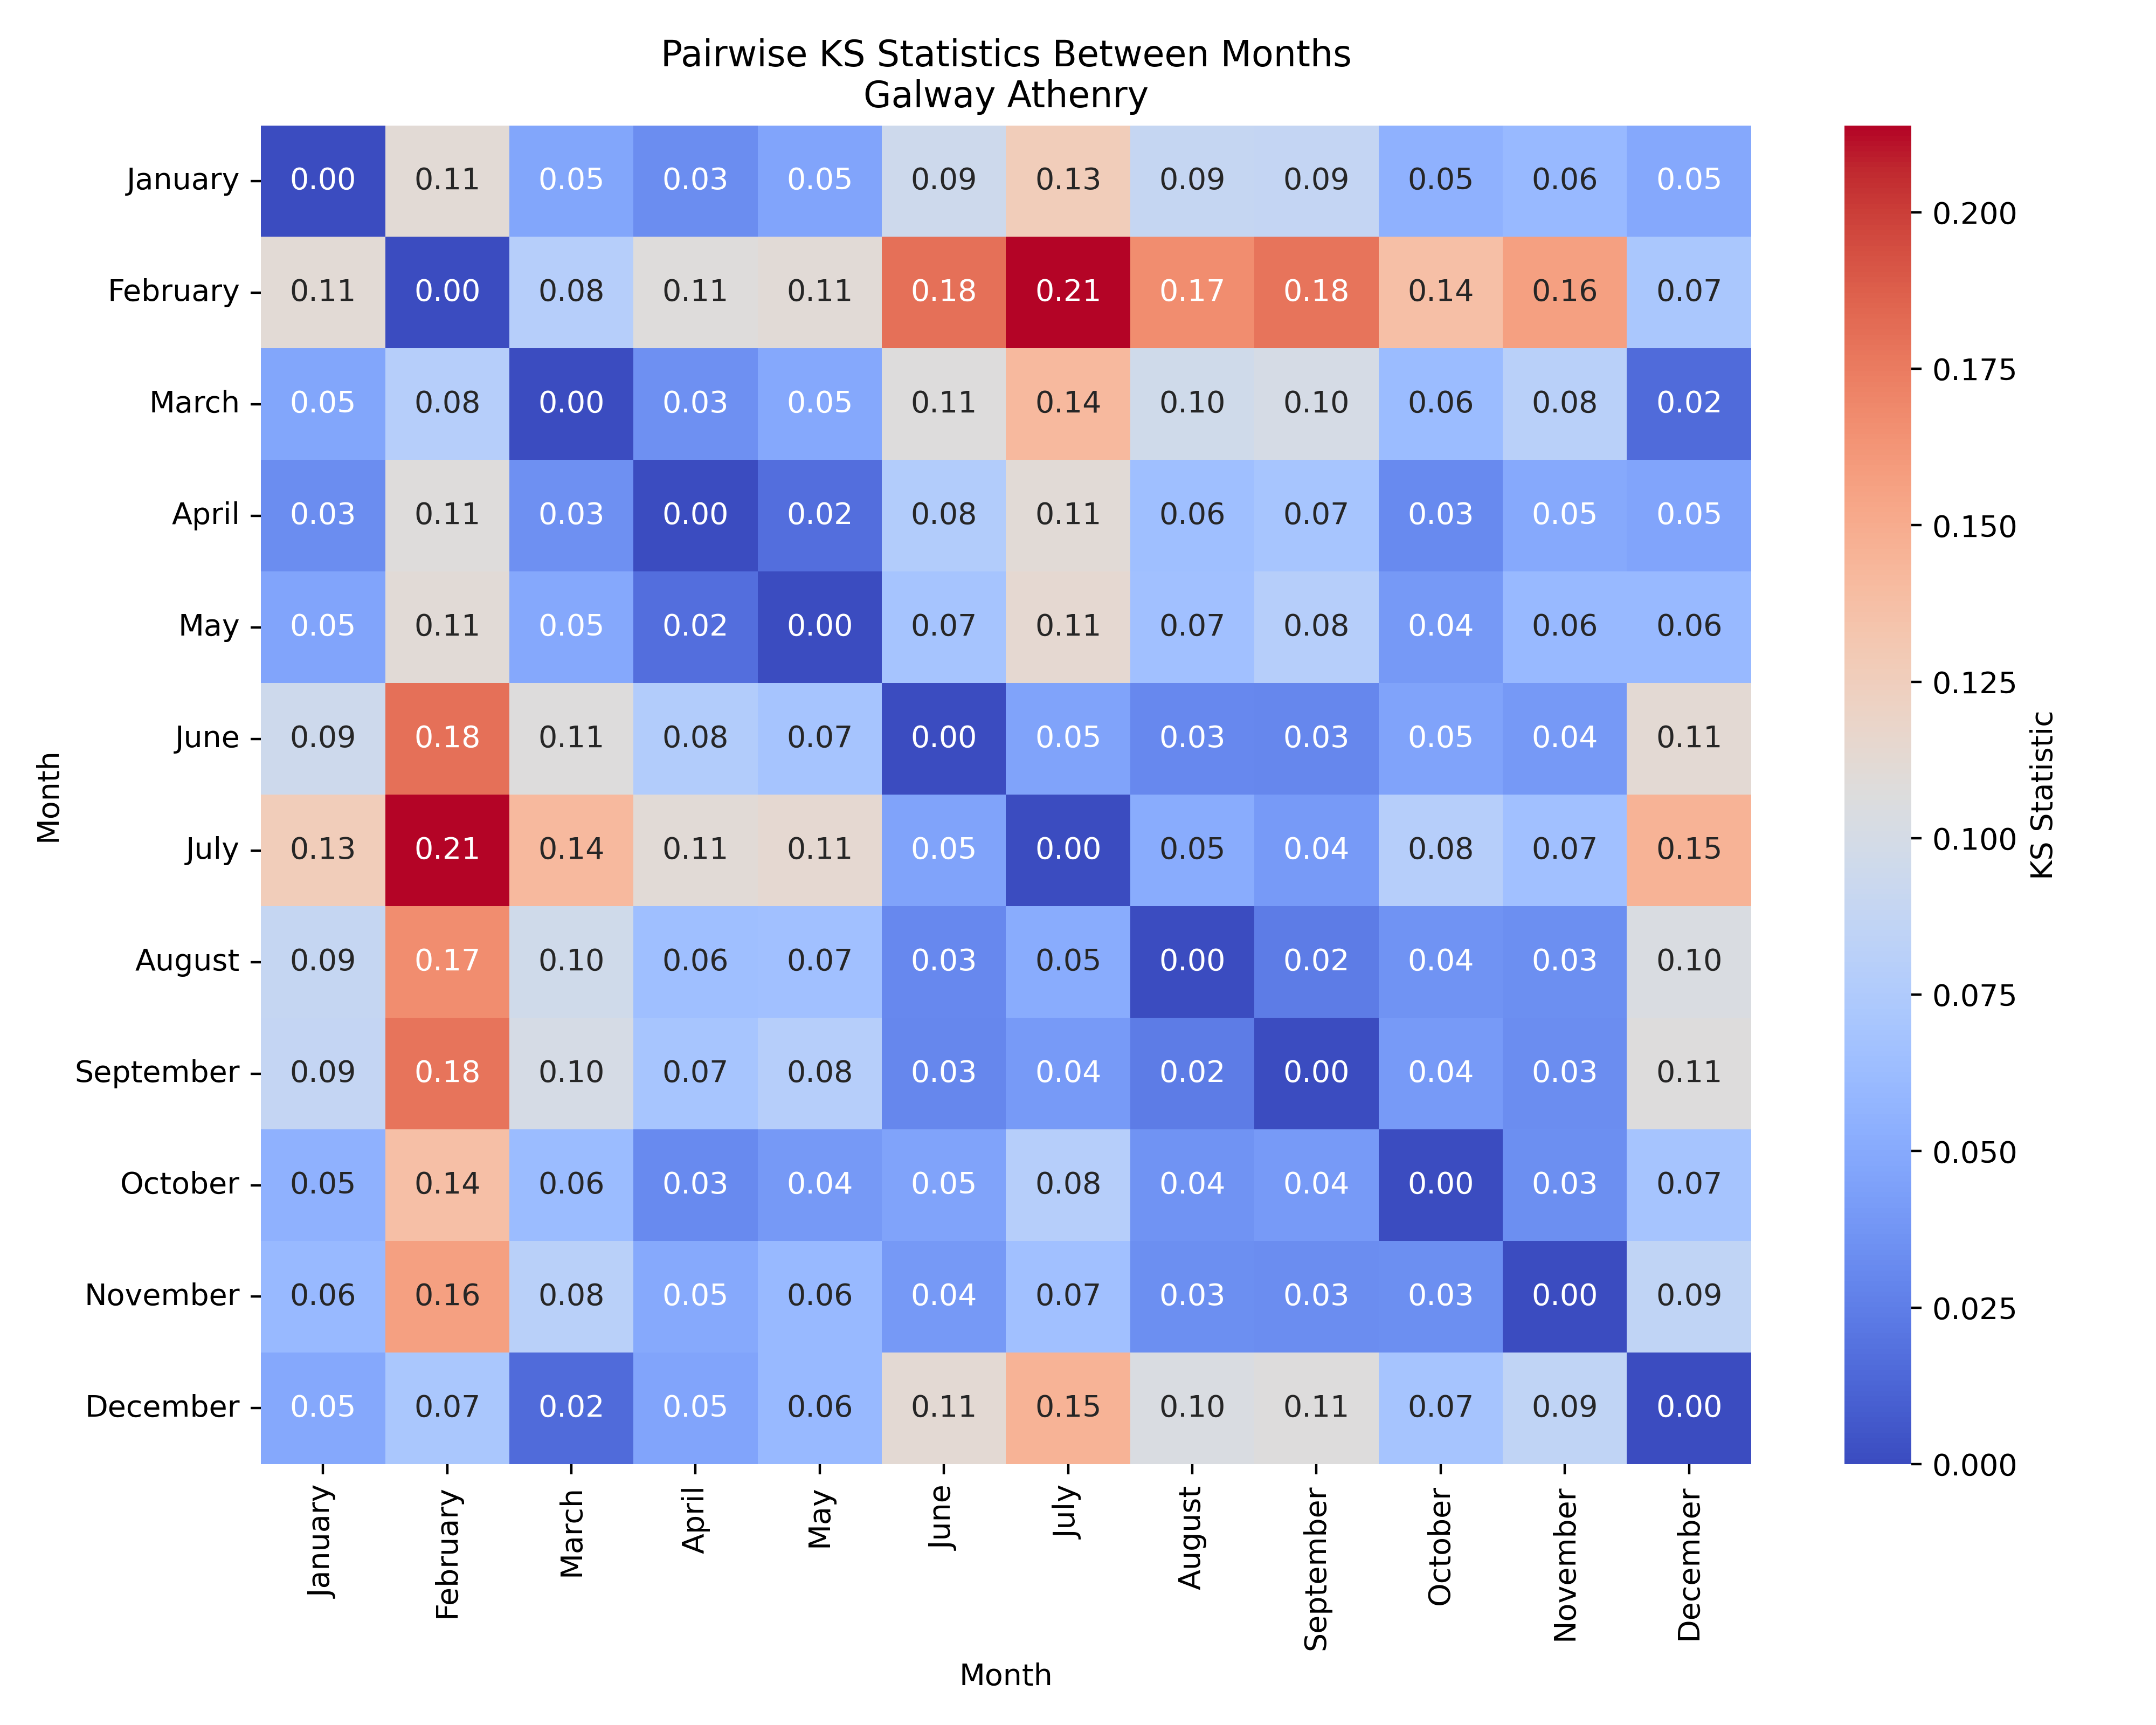 Pairwise KS Statistics Between Months
Galway Athenry
January 0.00 0.11 0.05 0.03 0.05 0.09 0.13 0.09 0.09 0.05 0.06 0.05
February 0.11 0.00 0.08 0.11 0.11 0.18 0.21 0.17 0.18 0.14 0.16 0.07
March 0.05 0.08 0.00 0.03 0.05 0.11 0.14 0.10 0.10 0.06 0.08 0.02
April 0.03 0.11 0.03 0.00 0.02 0.08 0.11 0.06 0.07 0.03 0.05 0.05
May 0.05 0.11 0.05 0.02 0.00 0.07 0.11 0.07 0.08 0.04 0.06 0.06
June 0.09 0.18 0.11 0.08 0.07 0.00 0.05 0.03 0.03 0.05 0.04 0.11
July 0.13 0.21 0.14 0.11 0.11 0.05 0.00 0.05 0.04 0.08 0.07 0.15
August 0.09 0.17 0.10 0.06 0.07 0.03 0.05 0.00 0.02 0.04 0.03 0.10
September 0.09 0.18 0.10 0.07 0.08 0.03 0.04 0.02 0.00 0.04 0.03 0.11
October 0.05 0.14 0.06 0.03 0.04 0.05 0.08 0.04 0.04 0.00 0.03 0.07
November 0.06 0.16 0.08 0.05 0.06 0.04 0.07 0.03 0.03 0.03 0.00 0.09
December 0.05 0.07 0.02 0.05 0.06 0.11 0.15 0.10 0.11 0.07 0.09 0.00
January February March April May June July August September October November December
Month
Month
0.200
0.175
0.150
0.125
0.100
0.075
0.050
0.025
0.000
KS Statistic